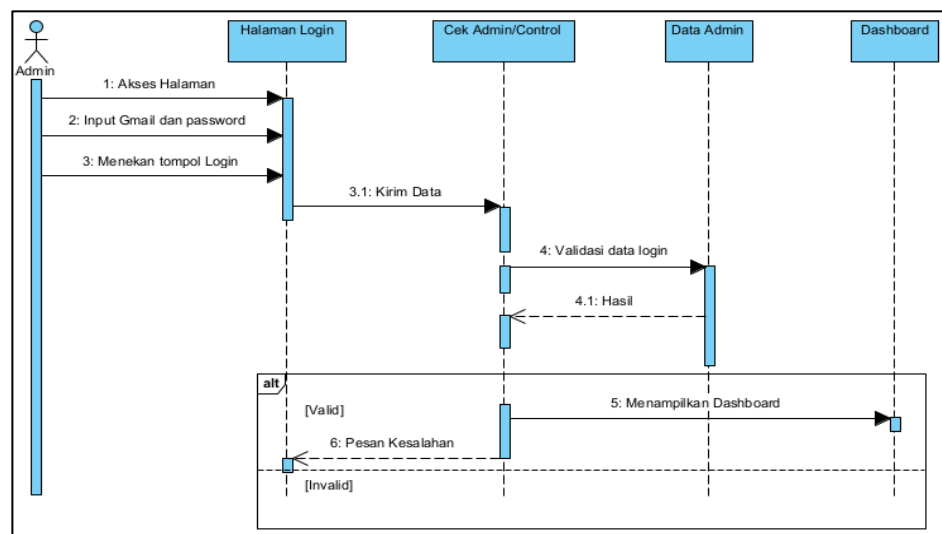 Halaman Login
Cek Admin/Control
Data Admin
Dashboard
Admin
1: Akses Halaman
2: Input Gmail dan password
3: Menekan tompol Login
3.1: Kirim Data
4: Validasi data login
4.1: Hasil
alt
[Valid]
5: Menampilkan Dashboard
6: Pesan Kesalahan
[Invalid]